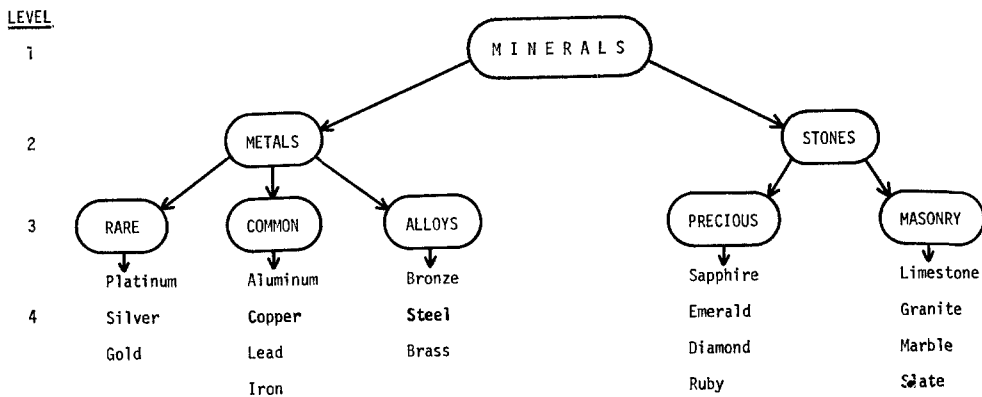 LEVEL
1 M I N E R A L S
2 METALS STONES
3 RARE COMMON ALLOYS PRECIOUS MASONRY
Platinum Aluminum Bronze Sapphire Limestone
4 Silver Copper Steel Emerald Granite
Gold Lead Brass Diamond Marble
Iron Ruby Slate